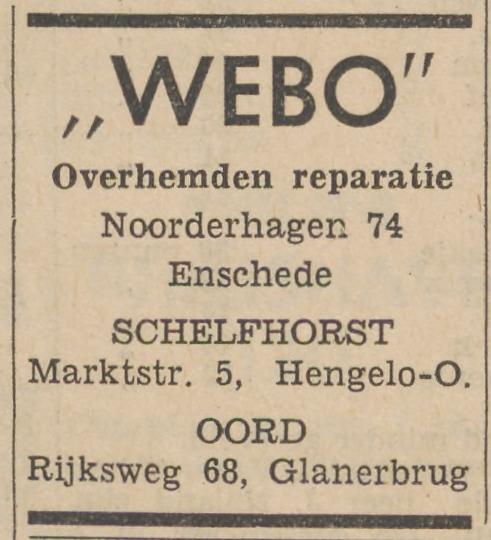 „WEBO"
Overhemden reparatie
Noorderhagen 74
Enschede
SCHELFHORST
Marktstr. 5, Hengelo-O.
OORD
Rijksweg 68, Glanerbrug